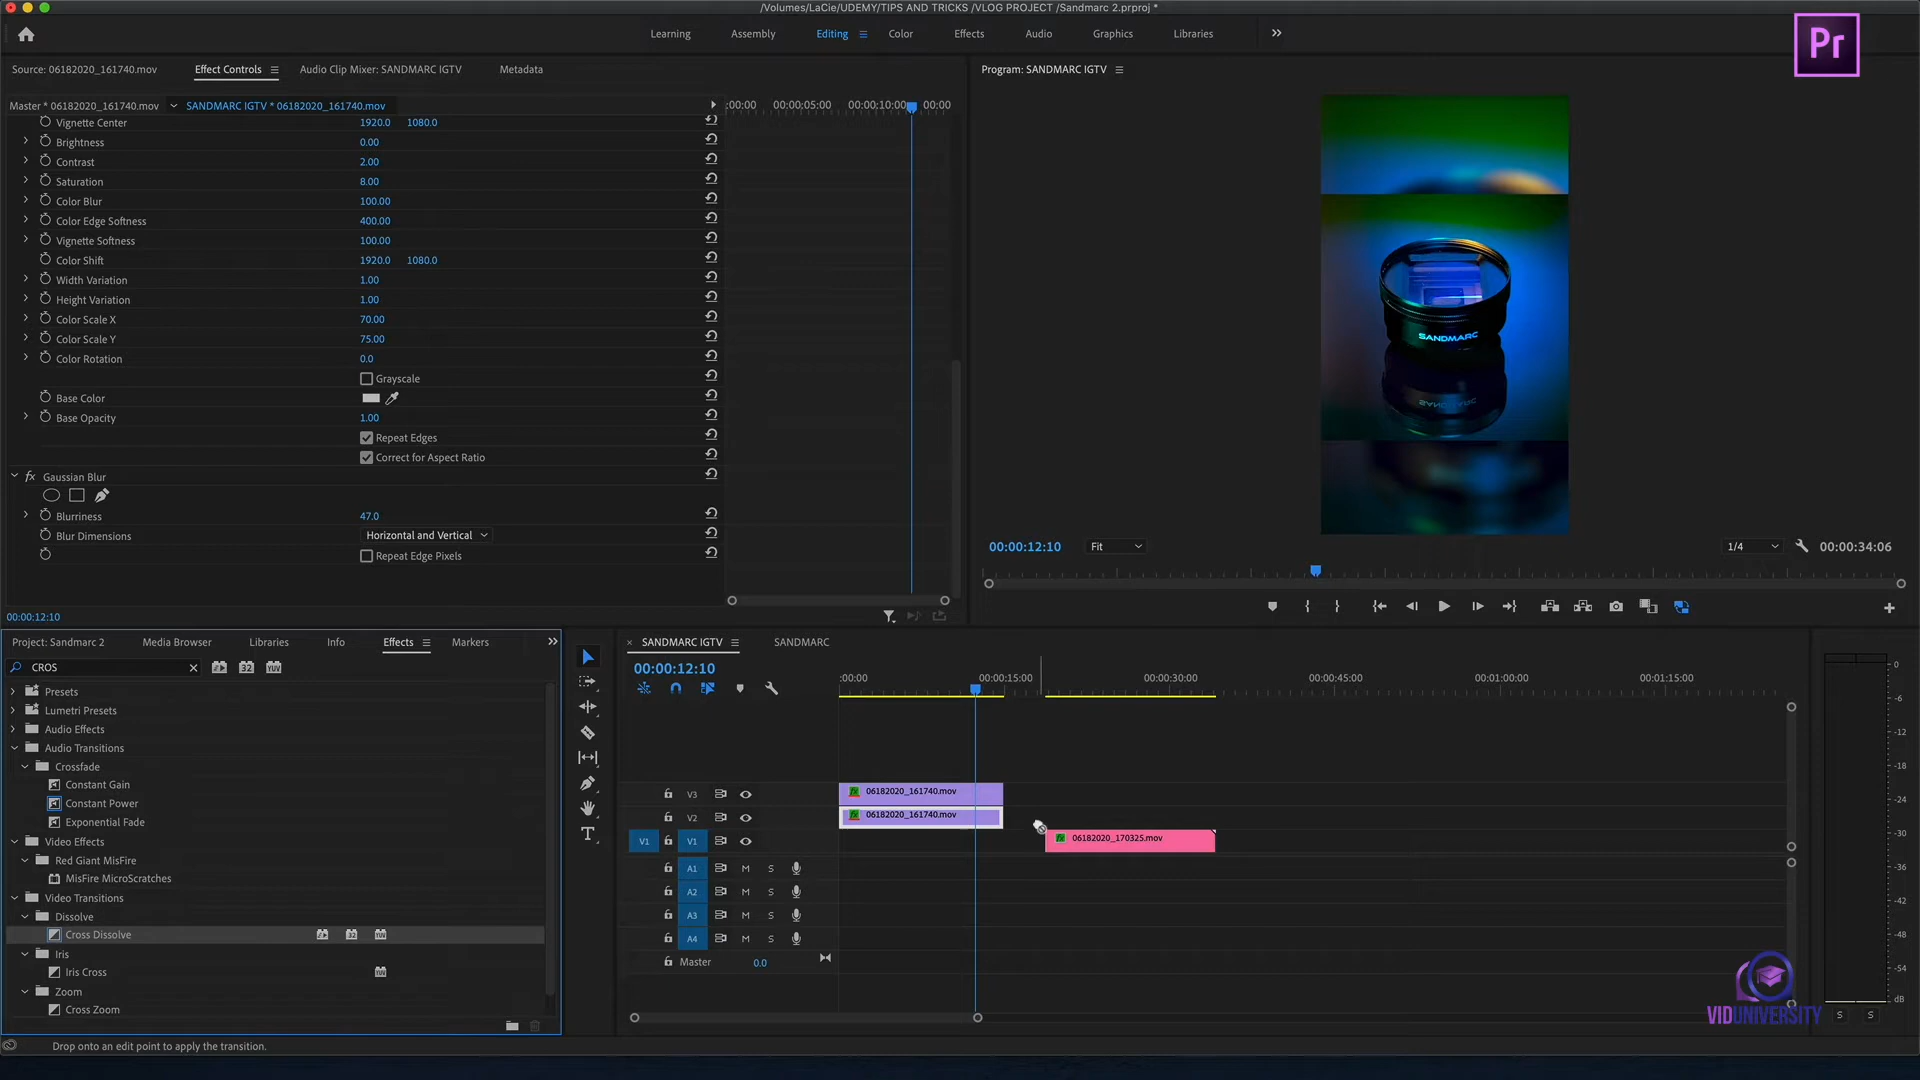 /Volumes/LaCie/UDEMY/TIPS AND TRICKS /VLOG PROJECT /Sandmarc 2.prproj *
Learning Assembly Editing Color Effects Audio Graphics Libraries
Pr
Source: 06182020_161740.mov Effect Controls Audio Clip Mixer: SANDMARC IGTV Metadata
Program: SANDMARC IGTV
Master * 06182020_161740.mov SANDMARC IGTV * 06182020_161740.mov
:00:00 00:00:05:00 00:00:10:00 00:00
Vignette Center 1920.0 1080.0
Brightness 0.00
Contrast 2.00
Saturation 8.00
Color Blur 100.00
Color Edge Softness 400.00
Vignette Softness 100.00
Color Shift 1920.0 1080.0
Width Variation 1.00
Height Variation 1.00
Color Scale X 70.00
Color Scale Y 75.00
Color Rotation 0.0
Grayscale
Base Color
Base Opacity 1.00
Repeat Edges
Correct for Aspect Ratio
fx Gaussian Blur
Blurriness 47.0
Blur Dimensions Horizontal and Vertical
Repeat Edge Pixels
00:00:12:10
SANDMARC
00:00:12:10 Fit 1/4 00:00:34:06
Project: Sandmarc 2 Media Browser Libraries Info Effects Markers
CROS
32 YUV
Presets
Lumetri Presets
Audio Effects
Audio Transitions
Crossfade
Constant Gain
Constant Power
Exponential Fade
Video Effects
Red Giant MisFire
MisFire MicroScratches
Video Transitions
Dissolve
Cross Dissolve
Iris
Iris Cross
Zoom
Cross Zoom
Drop onto an edit point to apply the transition.
SANDMARC IGTV SANDMARC
00:00:12:10
:00:00 00:00:15:00 00:00:30:00 00:00:45:00 00:01:00:00 00:01:15:00
V3 06182020_161740.mov
V2 06182020_161740.mov
V1 V1 06182020_170325.mov
A1 M S
A2 M S
A3 M S
A4 M S
Master 0.0
0
-6
-12
-18
-24
-30
-36
-42
-48
-54
dB
S S
VIDUNIVERSITY